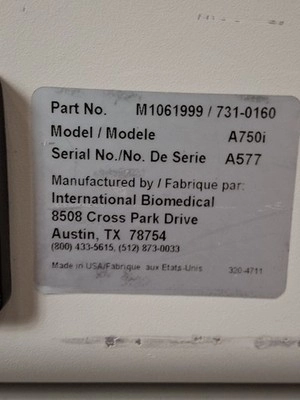 Part No. M1061999 / 731-0160
Model / Modele A750i
Serial No./No. De Serie A577
Manufactured by / Fabrique par:
International Biomedical
8508 Cross Park Drive
Austin, TX 78754
(800) 433-5615, (512) 873-0033
Made in USA/Fabrique aux Etats-Unis 320-4711